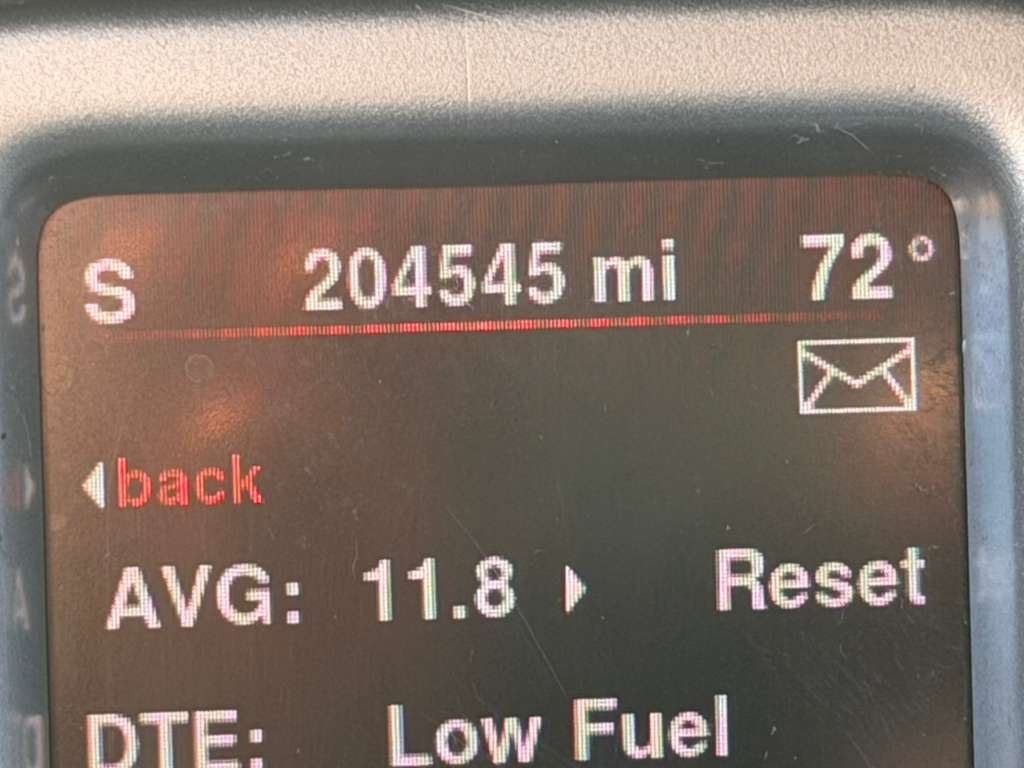 S 204545 mi 72°
back
AVG: 11.8 Reset
DTE: Low Fuel